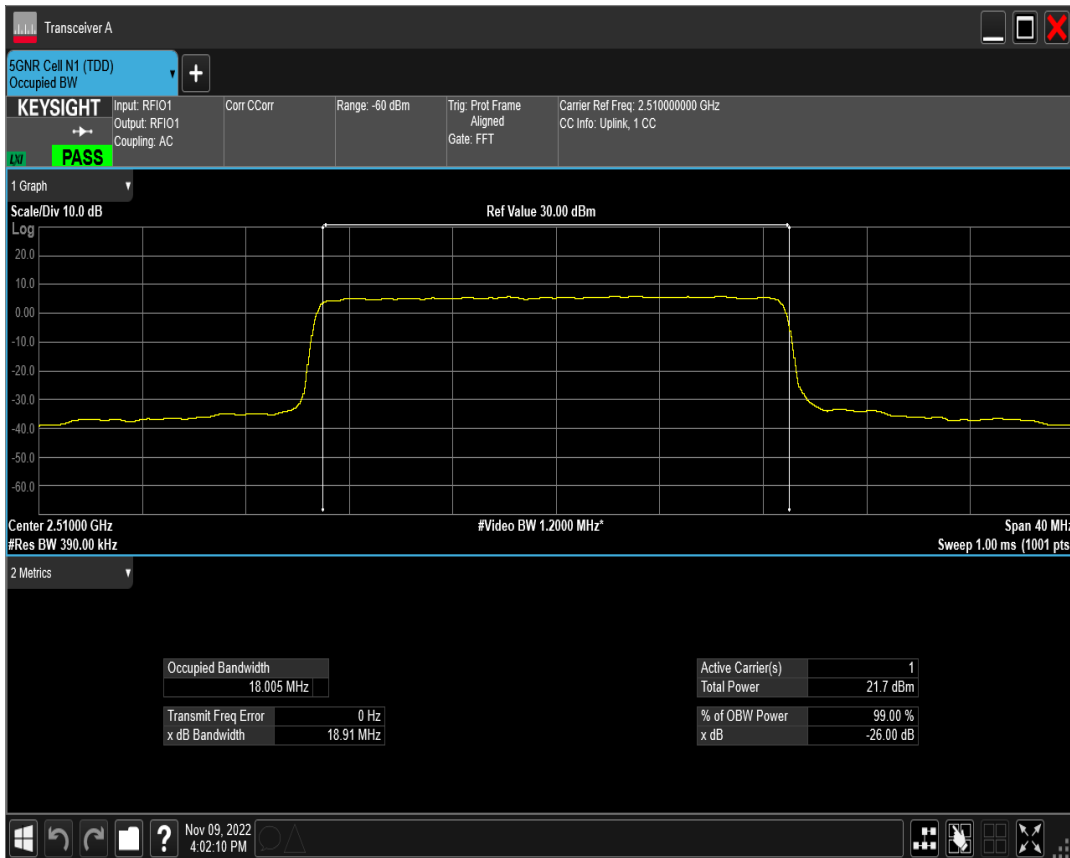 Transceiver A
5GNR Cell N1 (TDD)
Occupied BW
+
KEYSIGHT
LXI
PASS
Input: RFIO1
Output: RFIO1
Coupling: AC
Corr CCorr
Range: -60 dBm
Trig: Prot Frame
Aligned
Gate: FFT
Carrier Ref Freq: 2.510000000 GHz
CC Info: Uplink, 1 CC
1 Graph
Scale/Div 10.0 dB
Ref Value 30.00 dBm
Log
20.0
10.0
0.00
-10.0
-20.0
-30.0
-40.0
-50.0
-60.0
Center 2.51000 GHz
#Video BW 1.2000 MHz*
Span 40 MHz
#Res BW 390.00 kHz
Sweep 1.00 ms (1001 pts
2 Metrics
Occupied Bandwidth
18.005 MHz
Transmit Freq Error 0 Hz
x dB Bandwidth 18.91 MHz
Active Carrier(s) 1
Total Power 21.7 dBm
% of OBW Power 99.00 %
x dB -26.00 dB
?
Nov 09, 2022
4:02:10 PM